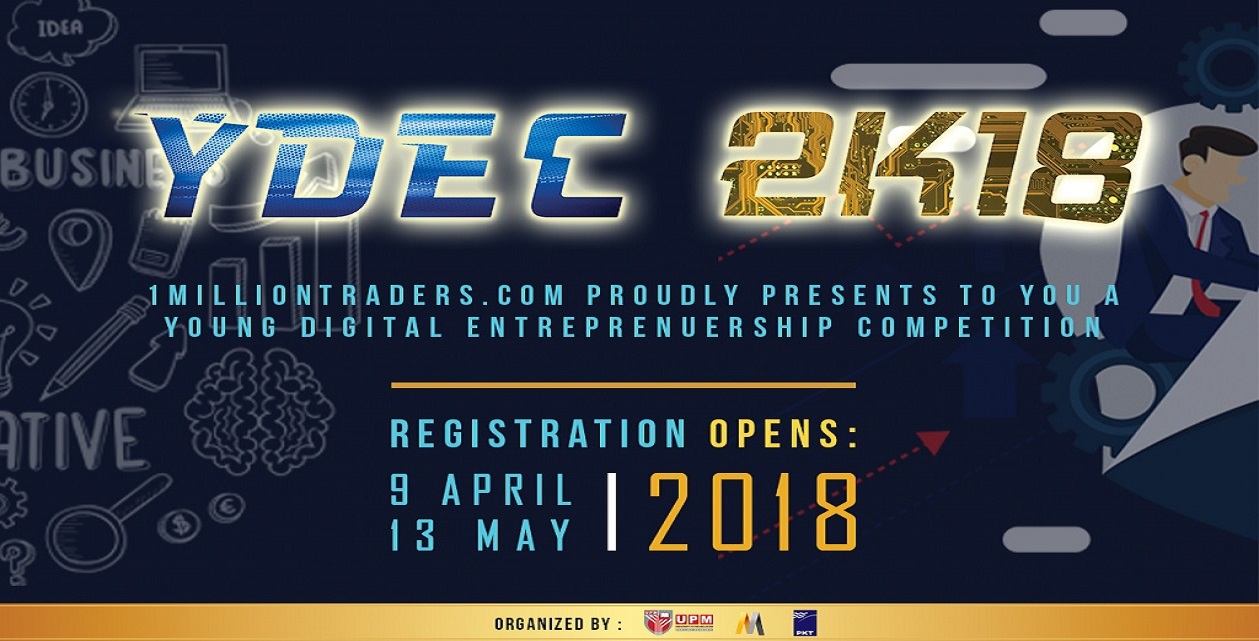 IDEA
BUSINE
YDEC 2K18
1MILLIONTRADERS.COM PROUDLY PRESENTS TO YOU A
YOUNG DIGITAL ENTREPRENUERSHIP COMPETITION
ATIVE
REGISTRATION OPENS:
9 APRIL
13 MAY
2018
ORGANIZED BY :
UPM
PKT